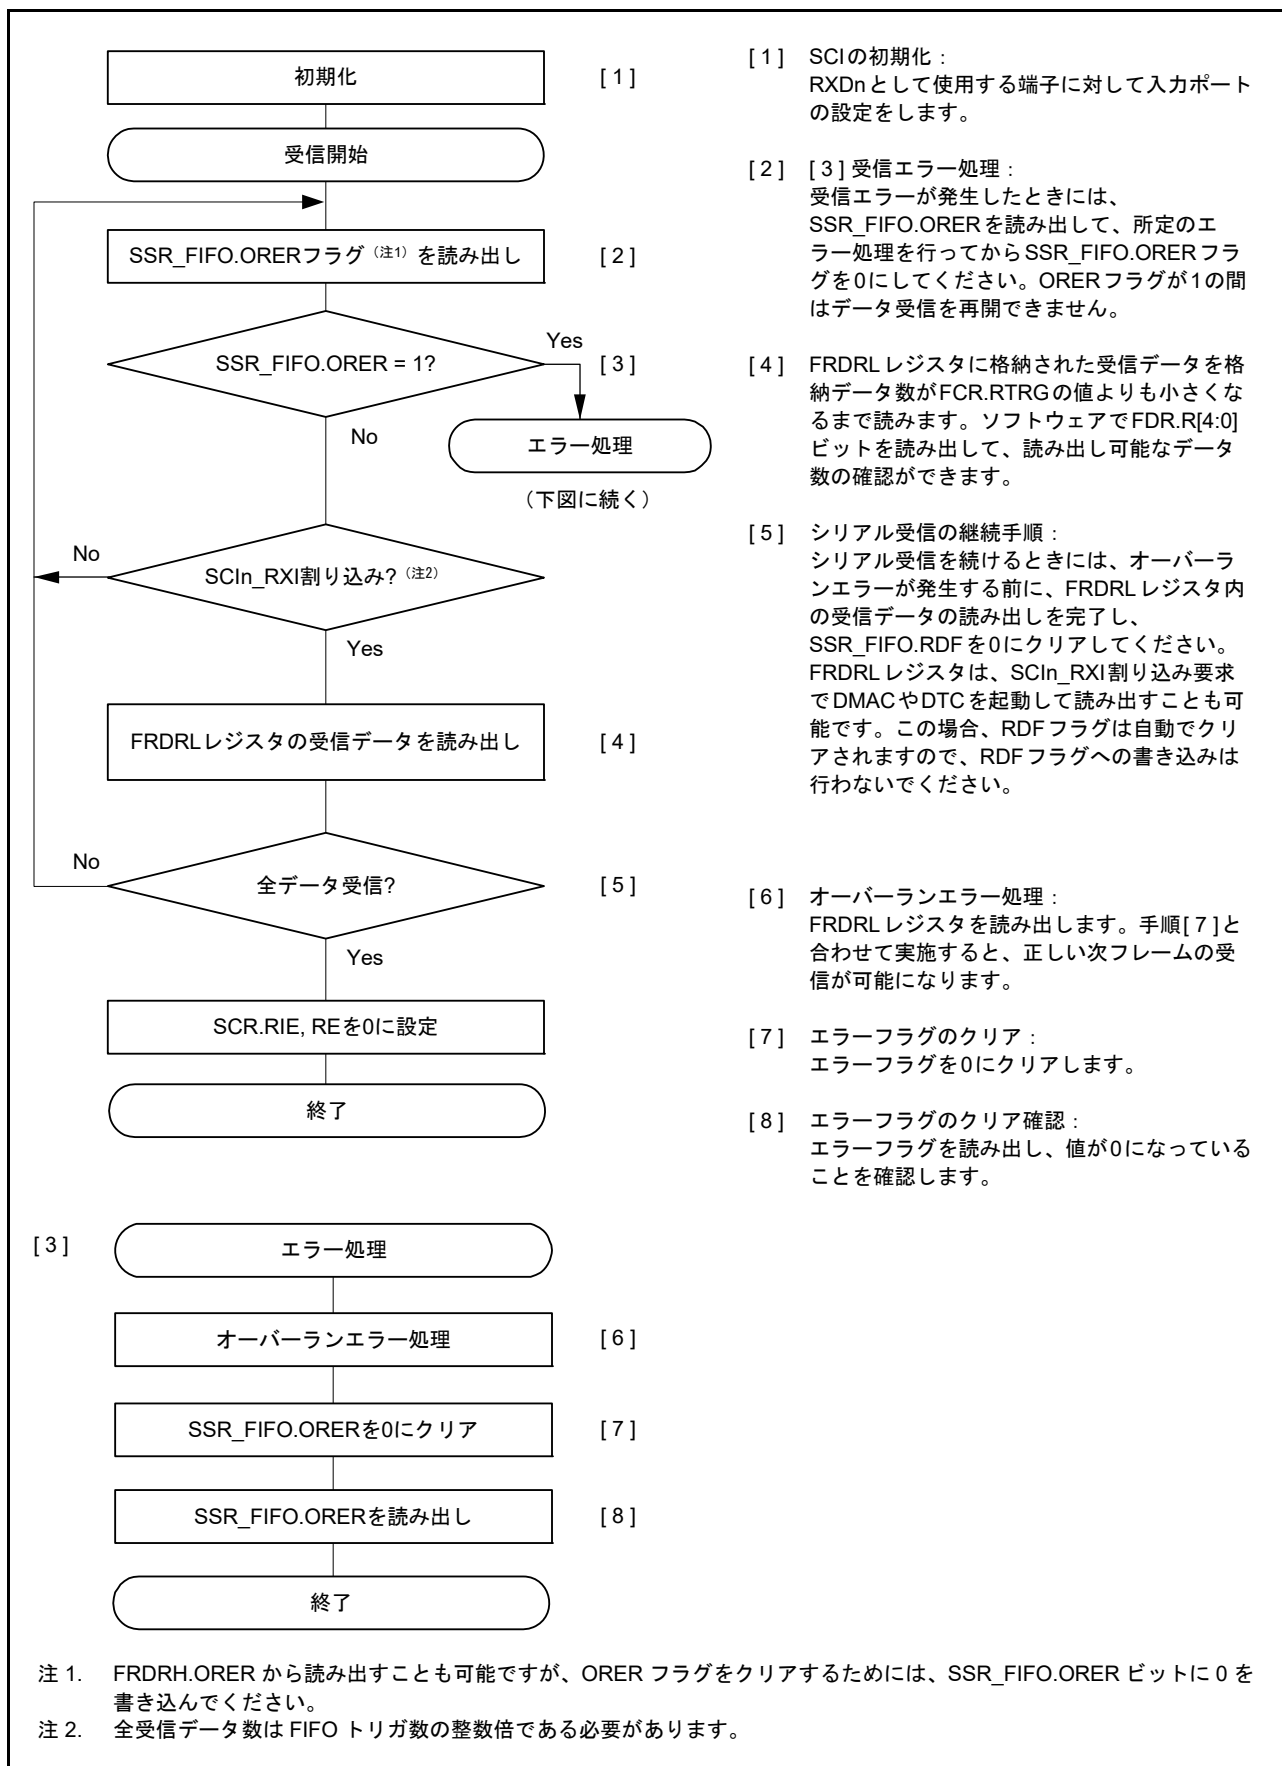 初期化
[ 1 ]
受信開始
SSR_FIFO.ORERフラグ（注1）を読み出し
[ 2 ]
SSR_FIFO.ORER = 1?
Yes
[ 3 ]
No
エラー処理
（下図に続く）
SCIn_RXI割り込み?（注2）
No
Yes
FRDRLレジスタの受信データを読み出し
[ 4 ]
全データ受信?
No
[ 5 ]
Yes
SCR.RIE, REを0に設定
終了
[ 1 ] SCIの初期化：
RXDnとして使用する端子に対して入力ポート
の設定をします。
[ 2 ] [ 3 ] 受信エラー処理：
受信エラーが発生したときには、
SSR_FIFO.ORERを読み出して、所定のエ
ラー処理を行ってからSSR_FIFO.ORERフラ
グを0にしてください。ORERフラグが1の間
はデータ受信を再開できません。
[ 4 ] FRDRLレジスタに格納された受信データを格
納データ数がFCR.RTRGの値よりも小さくな
るまで読みます。ソフトウェアでFDR.R[4:0]
ビットを読み出して、読み出し可能なデータ
数の確認ができます。
[ 5 ] シリアル受信の継続手順：
シリアル受信を続けるときには、オーバーラ
ンエラーが発生する前に、FRDRLレジスタ内
の受信データの読み出しを完了し、
SSR_FIFO.RDFを0にクリアしてください。
FRDRLレジスタは、SCIn_RXI割り込み要求
でDMACやDTCを起動して読み出すことも可
能です。この場合、RDFフラグは自動でクリ
アされますので、RDFフラグへの書き込みは
行わないでください。
[ 6 ] オーバーランエラー処理：
FRDRLレジスタを読み出します。手順[ 7 ]と
合わせて実施すると、正しい次フレームの受
信が可能になります。
[ 7 ] エラーフラグのクリア：
エラーフラグを0にクリアします。
[ 8 ] エラーフラグのクリア確認：
エラーフラグを読み出し、値が0になっている
ことを確認します。
[ 3 ]
エラー処理
オーバーランエラー処理
[ 6 ]
SSR_FIFO.ORERを0にクリア
[ 7 ]
SSR_FIFO.ORERを読み出し
[ 8 ]
終了
注 1. FRDRH.ORER から読み出すことも可能ですが、ORER フラグをクリアするためには、SSR_FIFO.ORER ビットに 0 を
書き込んでください。
注 2. 全受信データ数は FIFO トリガ数の整数倍である必要があります。